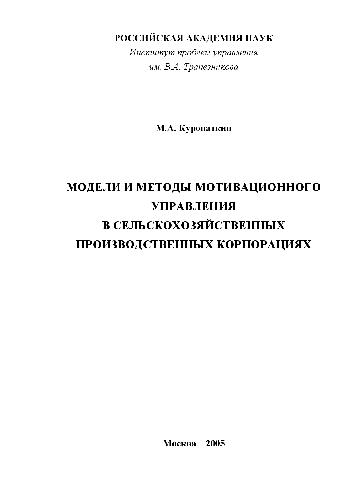 РОССИЙСКАЯ АКАДЕМИЯ НАУК
Институт проблем управления
им. В.А. Трапезникова
М.А. Куропаткин
МОДЕЛИ И МЕТОДЫ МОТИВАЦИОННОГО
УПРАВЛЕНИЯ
В СЕЛЬСКОХОЗЯЙСТВЕННЫХ
ПРОИЗВОДСТВЕННЫХ КОРПОРАЦИЯХ
Москва – 2005